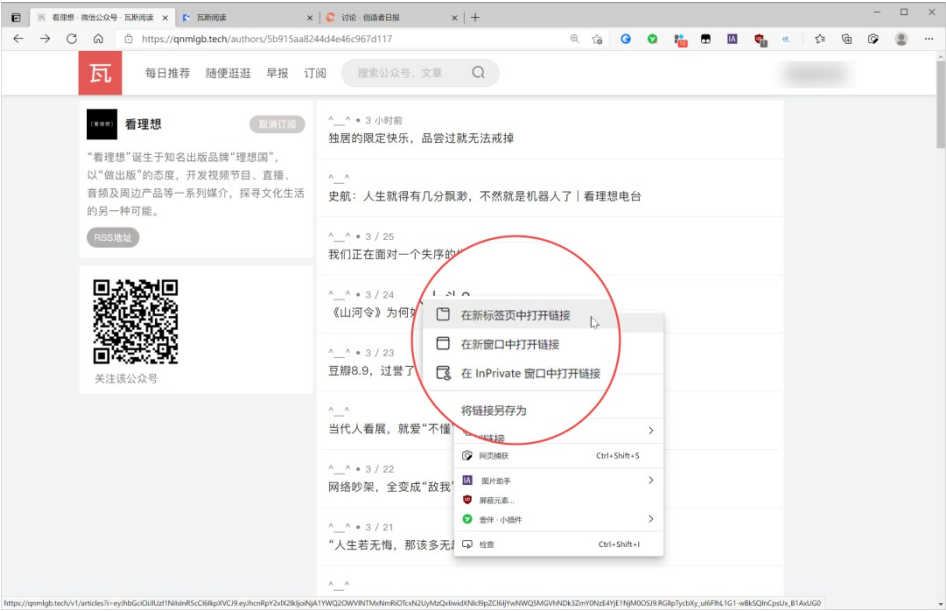 看理想 - 微信公众号 - 瓦斯阅读
瓦斯阅读
讨论 · 创造者日报
https://qnmlgb.tech/authors/5b915aa8244d4e46c967d117
瓦
每日推荐 随便逛逛 早报 订阅
搜索公众号、文章
看理想
取消订阅
“看理想”诞生于知名出版品牌“理想国”，
以“做出版”的态度，开发视频节目、直播、
音频及周边产品等一系列媒介，探寻文化生活
的另一种可能。
RSS地址
关注该公众号
^__^ • 3 小时前
独居的限定快乐，品尝过就无法戒掉
^__^
史航：人生就得有几分飘渺，不然就是机器人了 | 看理想电台
^__^ • 3 / 25
我们正在面对一个失序的
^__^ • 3 / 24
《山河令》为何
^__^ • 3 / 23
豆瓣8.9，过誉了
^__^
当代人看展，就爱“不懂
^__^ • 3 / 22
网络吵架，全变成“敌我”
^__^ • 3 / 21
“人生若无悔，那该多无
^__^
在新标签页中打开链接
在新窗口中打开链接
在 InPrivate 窗口中打开链接
将链接另存为
链接
网页捕获 Ctrl+Shift+S
图片助手
屏蔽元素...
壹伴 · 小插件
检查 Ctrl+Shift+I